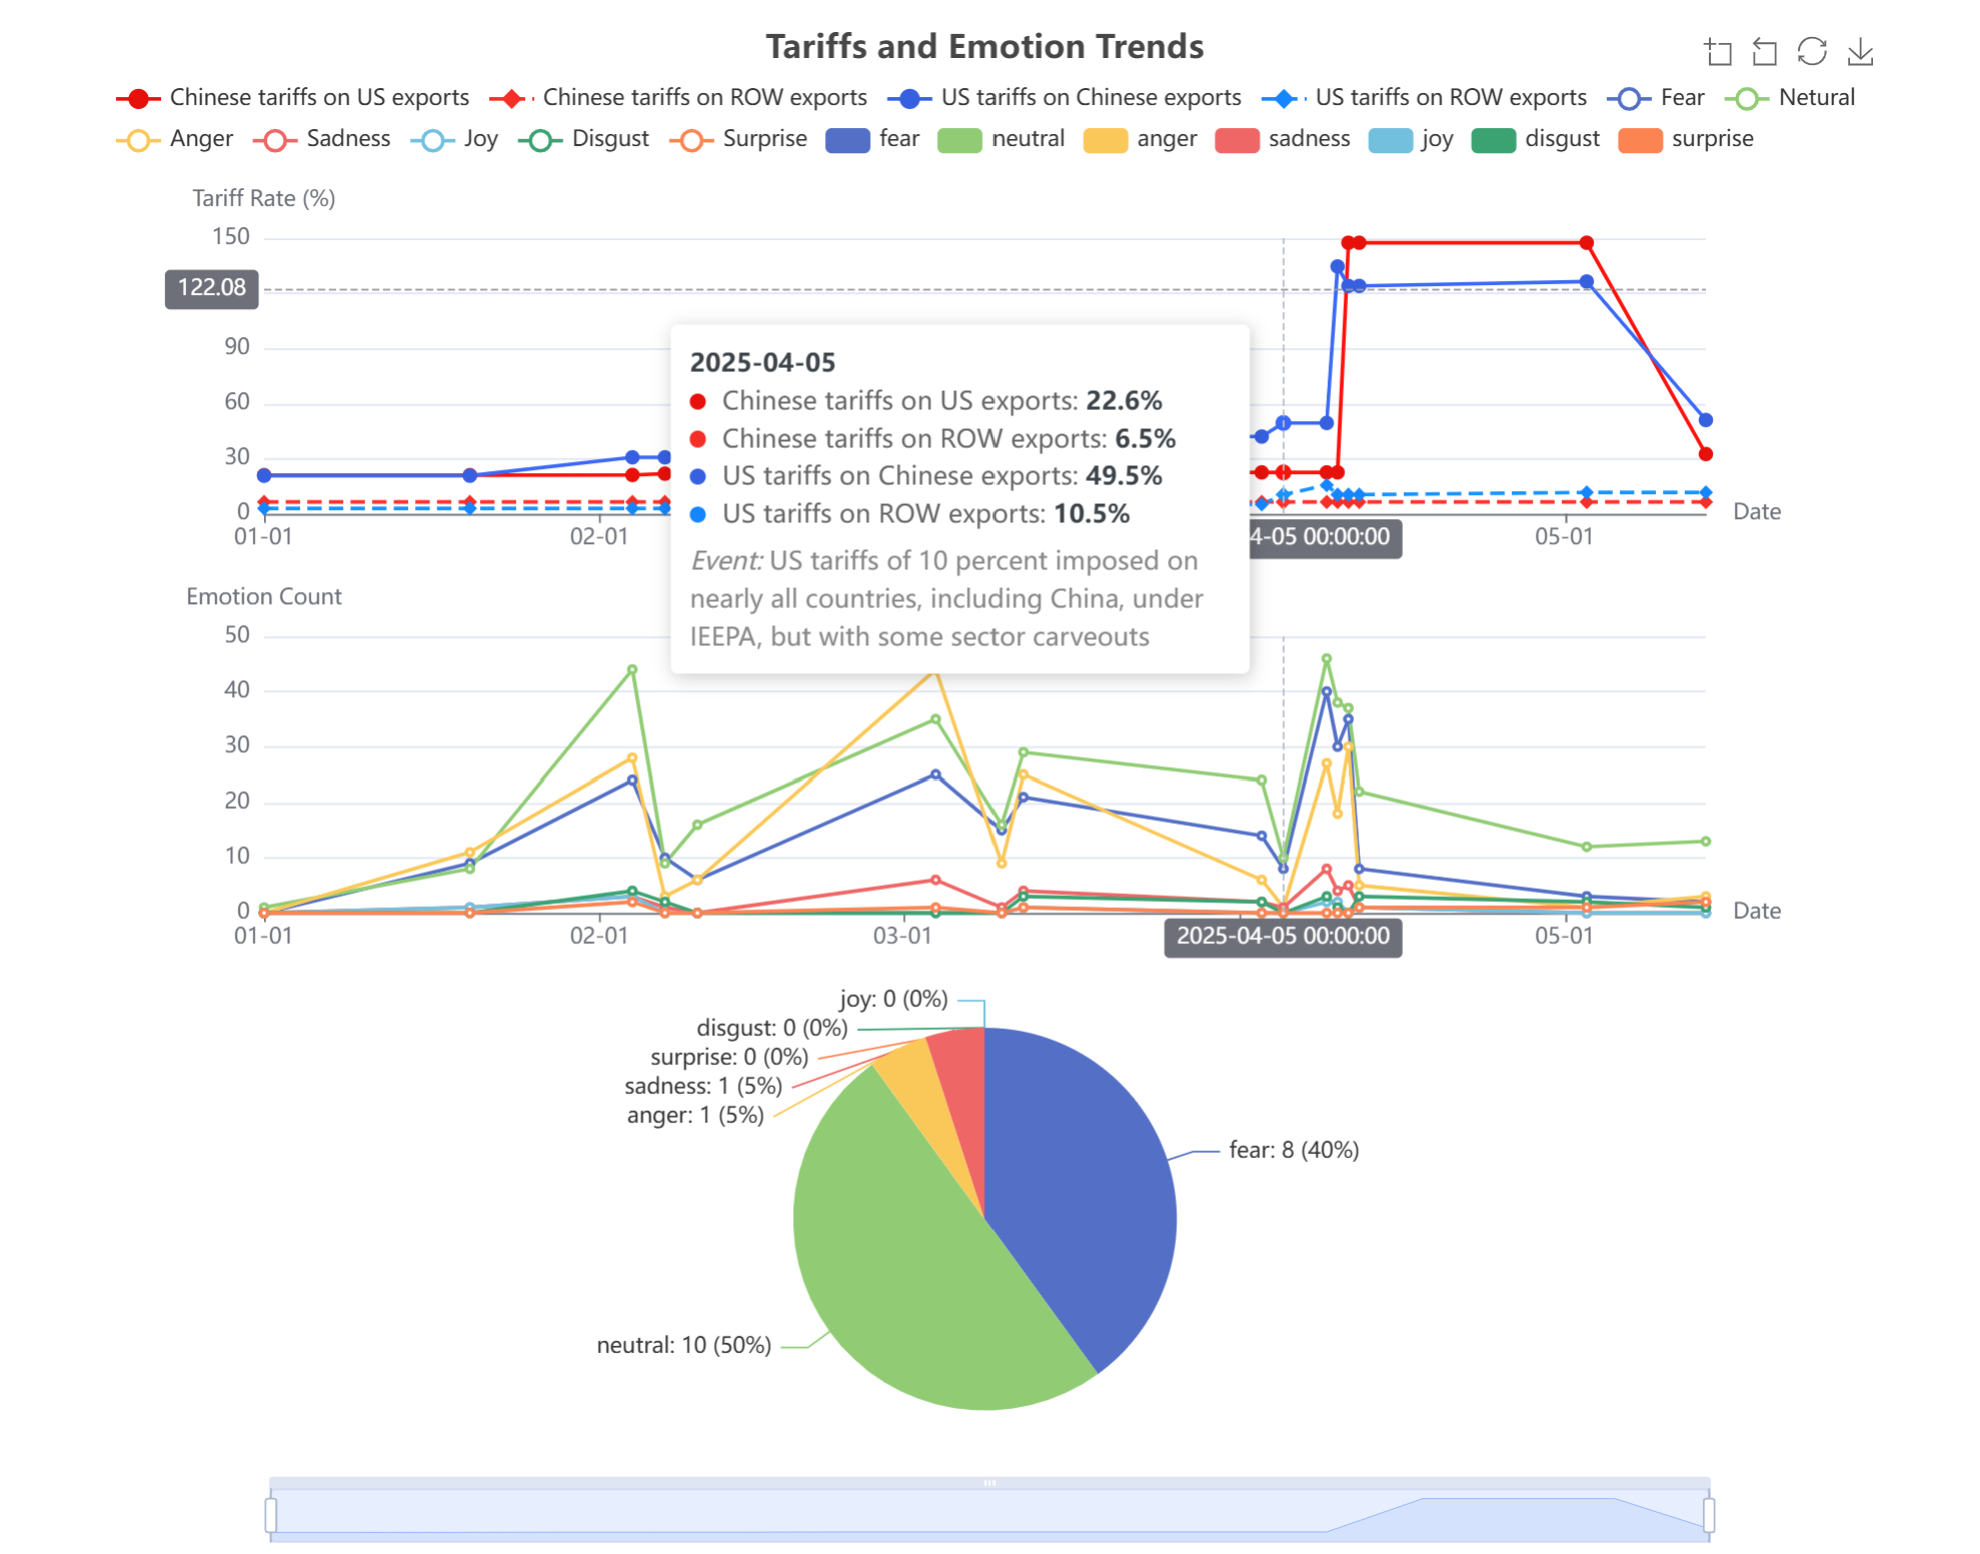 Tariffs and Emotion Trends
Chinese tariffs on US exports Chinese tariffs on ROW exports US tariffs on Chinese exports US tariffs on ROW exports Fear Netural
Anger Sadness Joy Disgust Surprise fear neutral anger sadness joy disgust surprise
Tariff Rate (%)
150
122.08
90
60
30
0
Date
01-01 02-01 4-05 00:00:00 05-01
2025-04-05
Chinese tariffs on US exports: 22.6%
Chinese tariffs on ROW exports: 6.5%
US tariffs on Chinese exports: 49.5%
US tariffs on ROW exports: 10.5%
Event: US tariffs of 10 percent imposed on
nearly all countries, including China, under
IEEPA, but with some sector carveouts
Emotion Count
50
40
30
20
10
0
Date
01-01 02-01 03-01 2025-04-05 00:00:00 05-01
joy: 0 (0%)
disgust: 0 (0%)
surprise: 0 (0%)
sadness: 1 (5%)
anger: 1 (5%)
fear: 8 (40%)
neutral: 10 (50%)